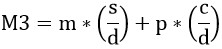 M3 = m * (s/d) + p * (c/d)